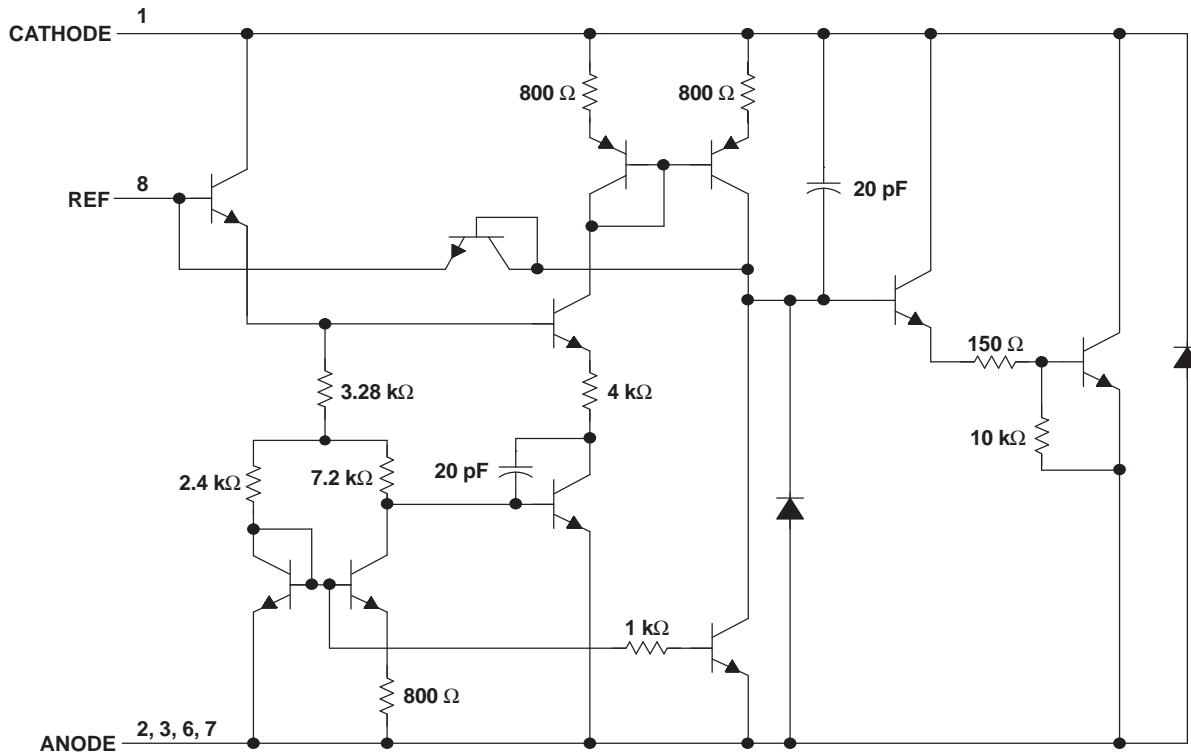 1
CATHODE
800 Ω
800 Ω
8
REF
20 pF
150 Ω
3.28 kΩ
4 kΩ
10 kΩ
2.4 kΩ
7.2 kΩ
20 pF
1 kΩ
800 Ω
2, 3, 6, 7
ANODE